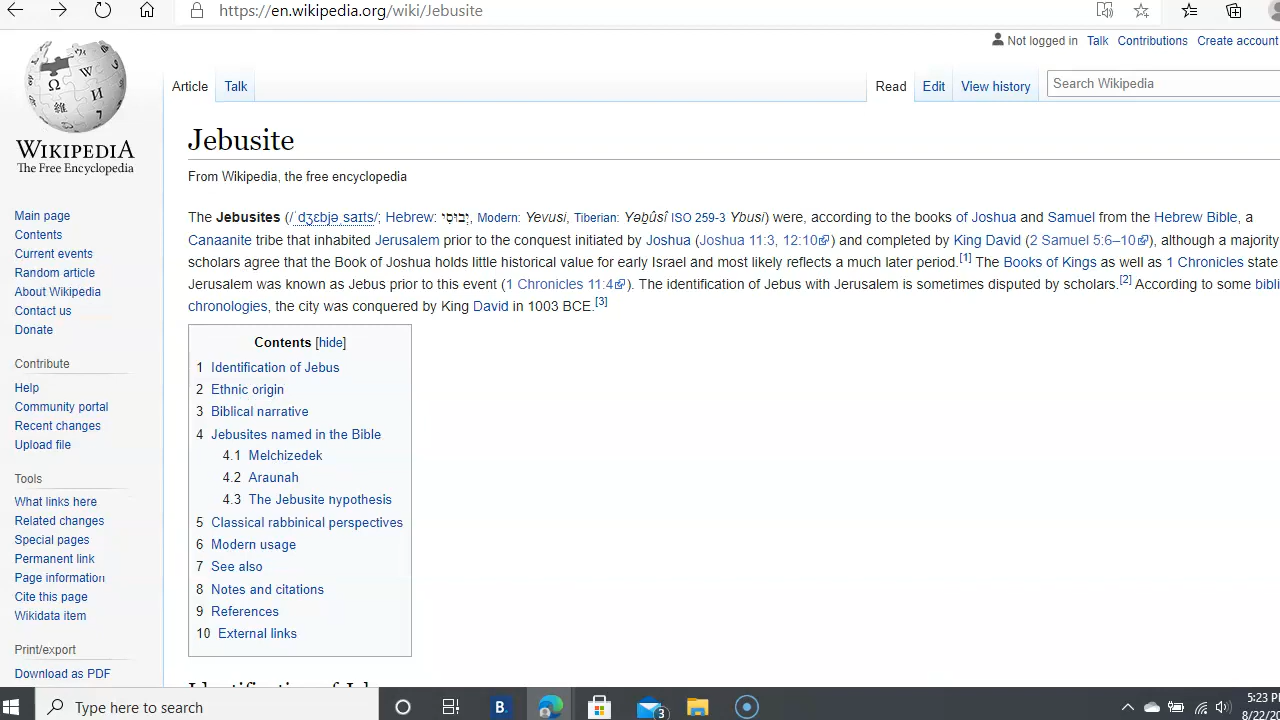 https://en.wikipedia.org/wiki/Jebusite
Not logged in Talk Contributions Create account
Article Talk Read Edit View history Search Wikipedia
WIKIPEDIA
The Free Encyclopedia
Jebusite
From Wikipedia, the free encyclopedia
The Jebusites (/ˈdʒɛbjəˌsaɪts/; Hebrew: יְבוּסִי, Modern: Yevusi, Tiberian: Yəḇûsî ISO 259-3 Ybusi) were, according to the books of Joshua and Samuel from the Hebrew Bible, a
Canaanite tribe that inhabited Jerusalem prior to the conquest initiated by Joshua (Joshua 11:3, 12:10) and completed by King David (2 Samuel 5:6–10), although a majority
scholars agree that the Book of Joshua holds little historical value for early Israel and most likely reflects a much later period.[1] The Books of Kings as well as 1 Chronicles state
Jerusalem was known as Jebus prior to this event (1 Chronicles 11:4). The identification of Jebus with Jerusalem is sometimes disputed by scholars.[2] According to some bibli
chronologies, the city was conquered by King David in 1003 BCE.[3]
Contents [hide]
1 Identification of Jebus
2 Ethnic origin
3 Biblical narrative
4 Jebusites named in the Bible
4.1 Melchizedek
4.2 Araunah
4.3 The Jebusite hypothesis
5 Classical rabbinical perspectives
6 Modern usage
7 See also
8 Notes and citations
9 References
10 External links
Main page
Contents
Current events
Random article
About Wikipedia
Contact us
Donate
Contribute
Help
Community portal
Recent changes
Upload file
Tools
What links here
Related changes
Special pages
Permanent link
Page information
Cite this page
Wikidata item
Print/export
Download as PDF
Type here to search
B.
3
5:23 P
8/22/20